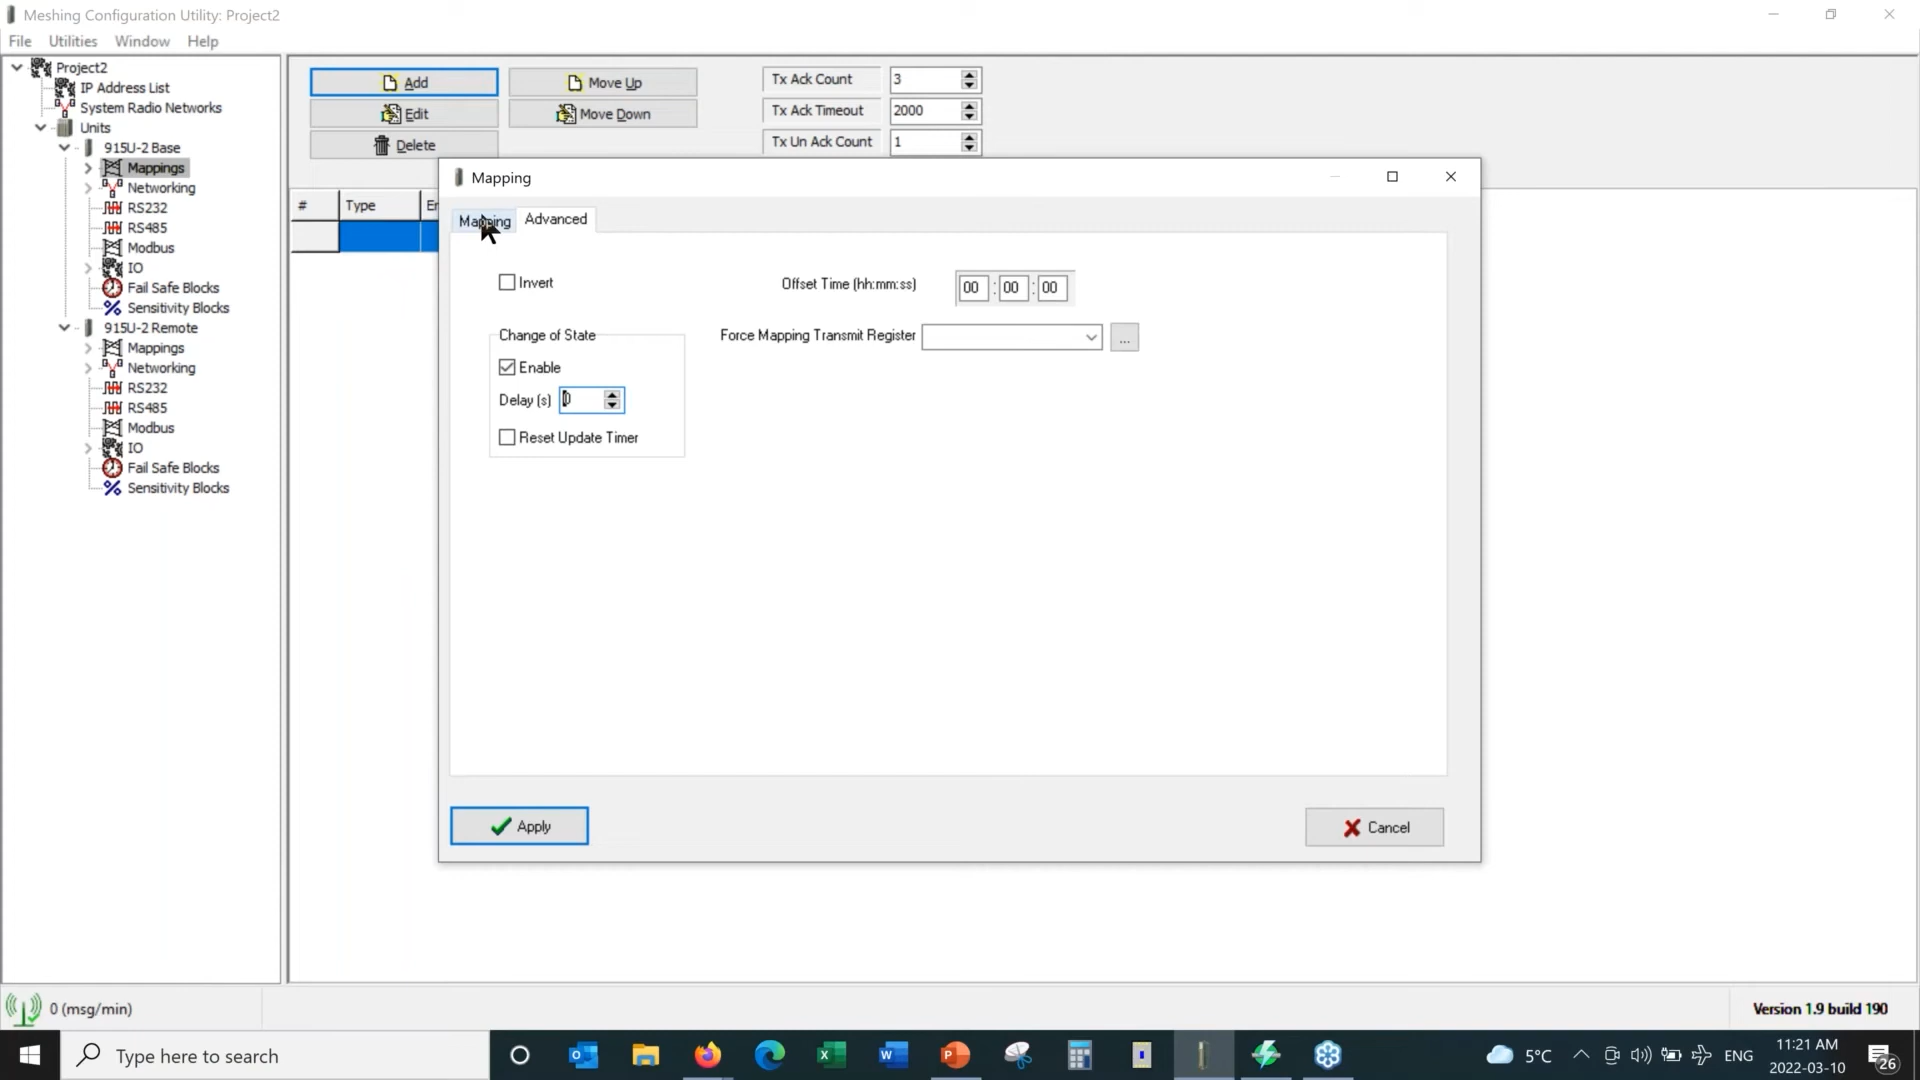 Meshing Configuration Utility: Project2
File Utilities Window Help
Project2
IP Address List
System Radio Networks
Units
915U-2 Base
Mappings
Networking
RS232
RS485
Modbus
IO
Fail Safe Blocks
Sensitivity Blocks
915U-2 Remote
Mappings
Networking
RS232
RS485
Modbus
IO
Fail Safe Blocks
Sensitivity Blocks
Add
Move Up
Edit
Move Down
Delete
Tx Ack Count 3
Tx Ack Timeout 2000
Tx Un Ack Count 1
# Type
Mapping
Mapping Advanced
Invert
Offset Time (hh:mm:ss) 00 : 00 : 00
Change of State
Force Mapping Transmit Register
...
Enable
Delay (s) 0
Reset Update Timer
Apply
Cancel
0 (msg/min)
Version 1.9 build 190
Type here to search
5°C
ENG
11:21 AM
2022-03-10
26